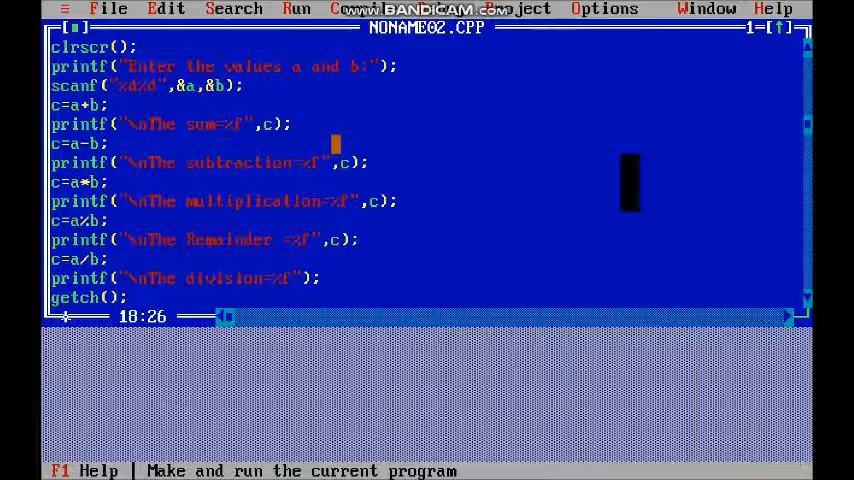 ≡ File Edit Search Run Co www.BANDICAM.com Project Options Window Help
[■] NONAME02.CPP 1=[↑]
clrscr();
printf("Enter the values a and b:");
scanf("%d%d",&a,&b);
c=a+b;
printf("\nThe sum=%f",c);
c=a-b;
printf("\nThe subtraction=%f",c);
c=a*b;
printf("\nThe multiplication=%f",c);
c=a%b;
printf("\nThe Remainder =%f",c);
c=a/b;
printf("\nThe division=%f");
getch();
18:26
F1 Help | Make and run the current program